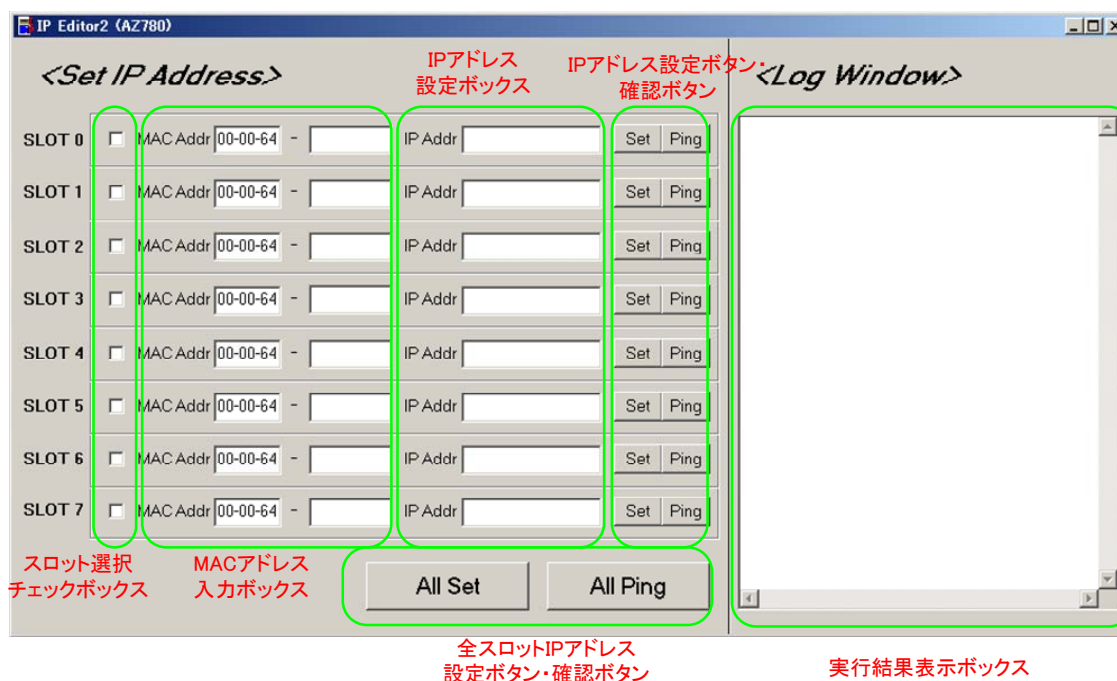 IP Editor2 (AZ780)
<Set IP Address>
IPアドレス
設定ボックス
IPアドレス設定ボタン・
確認ボタン
<Log Window>
SLOT 0 MAC Addr 00-00-64 - IP Addr Set Ping
SLOT 1 MAC Addr 00-00-64 - IP Addr Set Ping
SLOT 2 MAC Addr 00-00-64 - IP Addr Set Ping
SLOT 3 MAC Addr 00-00-64 - IP Addr Set Ping
SLOT 4 MAC Addr 00-00-64 - IP Addr Set Ping
SLOT 5 MAC Addr 00-00-64 - IP Addr Set Ping
SLOT 6 MAC Addr 00-00-64 - IP Addr Set Ping
SLOT 7 MAC Addr 00-00-64 - IP Addr Set Ping
スロット選択
チェックボックス
MACアドレス
入力ボックス
All Set All Ping
全スロットIPアドレス
設定ボタン・確認ボタン
実行結果表示ボックス